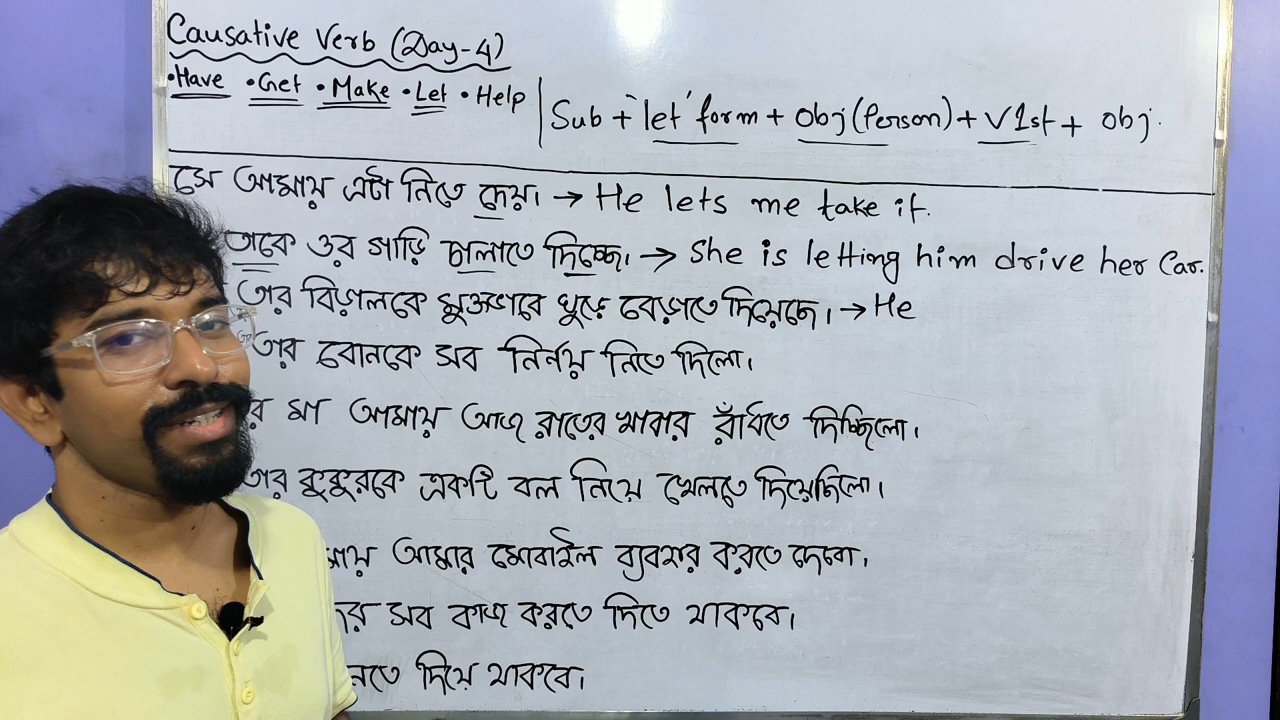 Causative Verb (Day-4)
•Have •Get •Make •Let •Help
Sub + 'let' form + Obj (Person) + V1st + obj.
সে আমায় এটা নিতে দেয়। → He lets me take it.
তাকে ওর গাড়ি চালাতে দিচ্ছে। → She is letting him drive her Car.
তার বিড়ালকে মুক্তভাবে ঘুড়ে বেড়াতে দিয়েছে। → He
তার বোনকে সব নির্নয় নিতে দিলো।
মা আমায় আজ রাতের খাবার রাঁধতে দিচ্ছিলো।
তার কুকুরকে একটি বল নিয়ে খেলতে দিয়েছিলো।
আমার মোবাইল ব্যবহার করতে দেবো।
সব কাজ করতে দিতে থাকবে।
দিয়ে থাকবে।